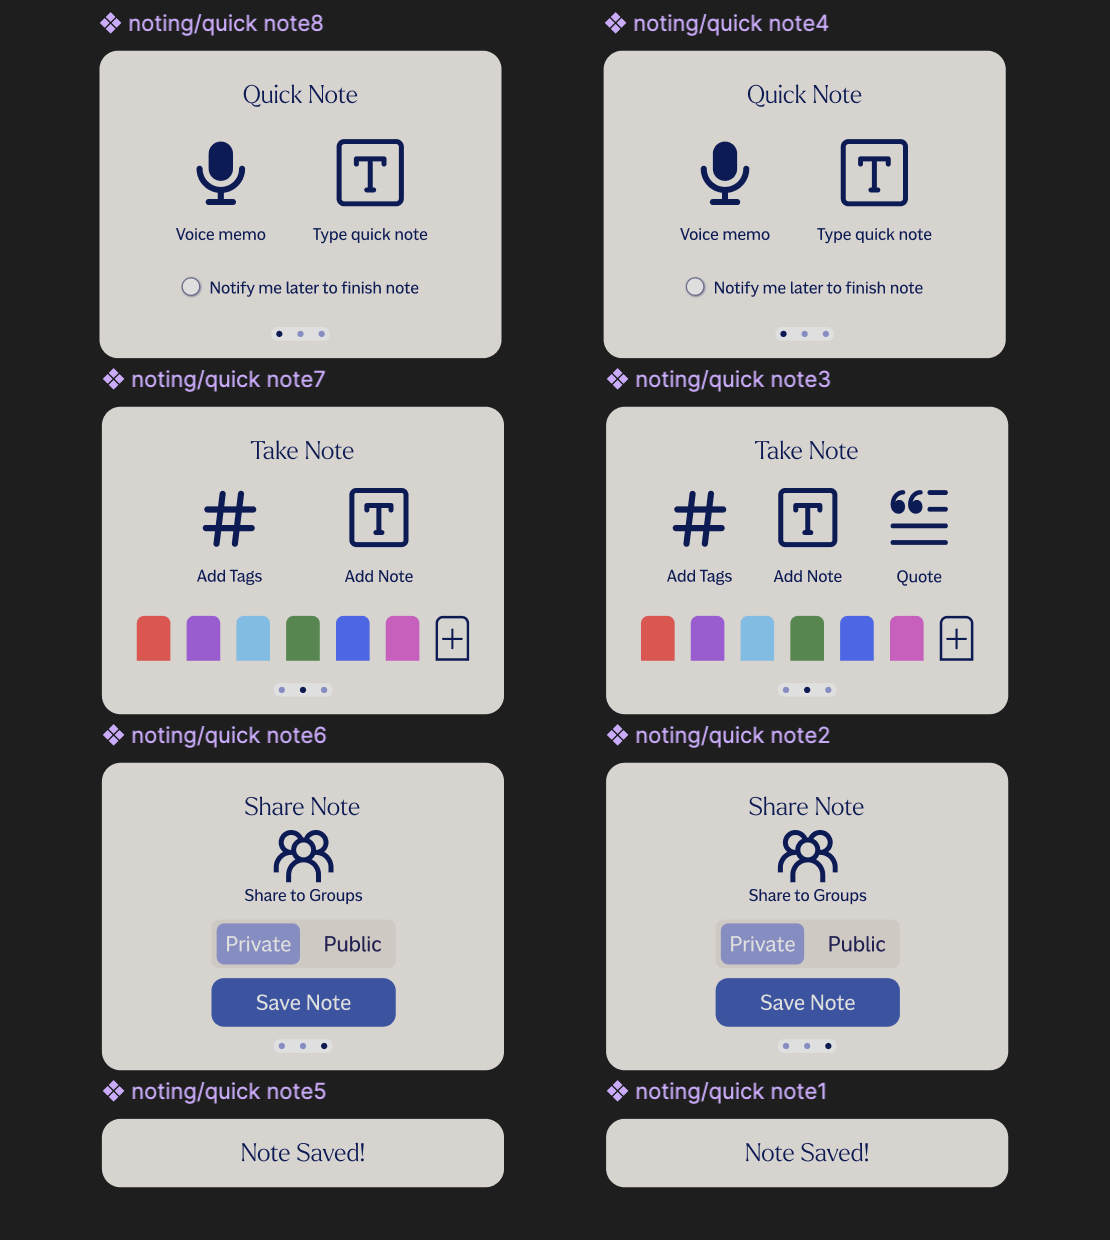 noting/quick note8
Quick Note
T
Voice memo
Type quick note
Notify me later to finish note
noting/quick note7
Take Note
#
T
Add Tags
Add Note
noting/quick note6
Share Note
Share to Groups
Private
Public
Save Note
noting/quick note5
Note Saved!
noting/quick note4
Quick Note
T
Voice memo
Type quick note
Notify me later to finish note
noting/quick note3
Take Note
#
T
Add Tags
Add Note
Quote
noting/quick note2
Share Note
Share to Groups
Private
Public
Save Note
noting/quick note1
Note Saved!